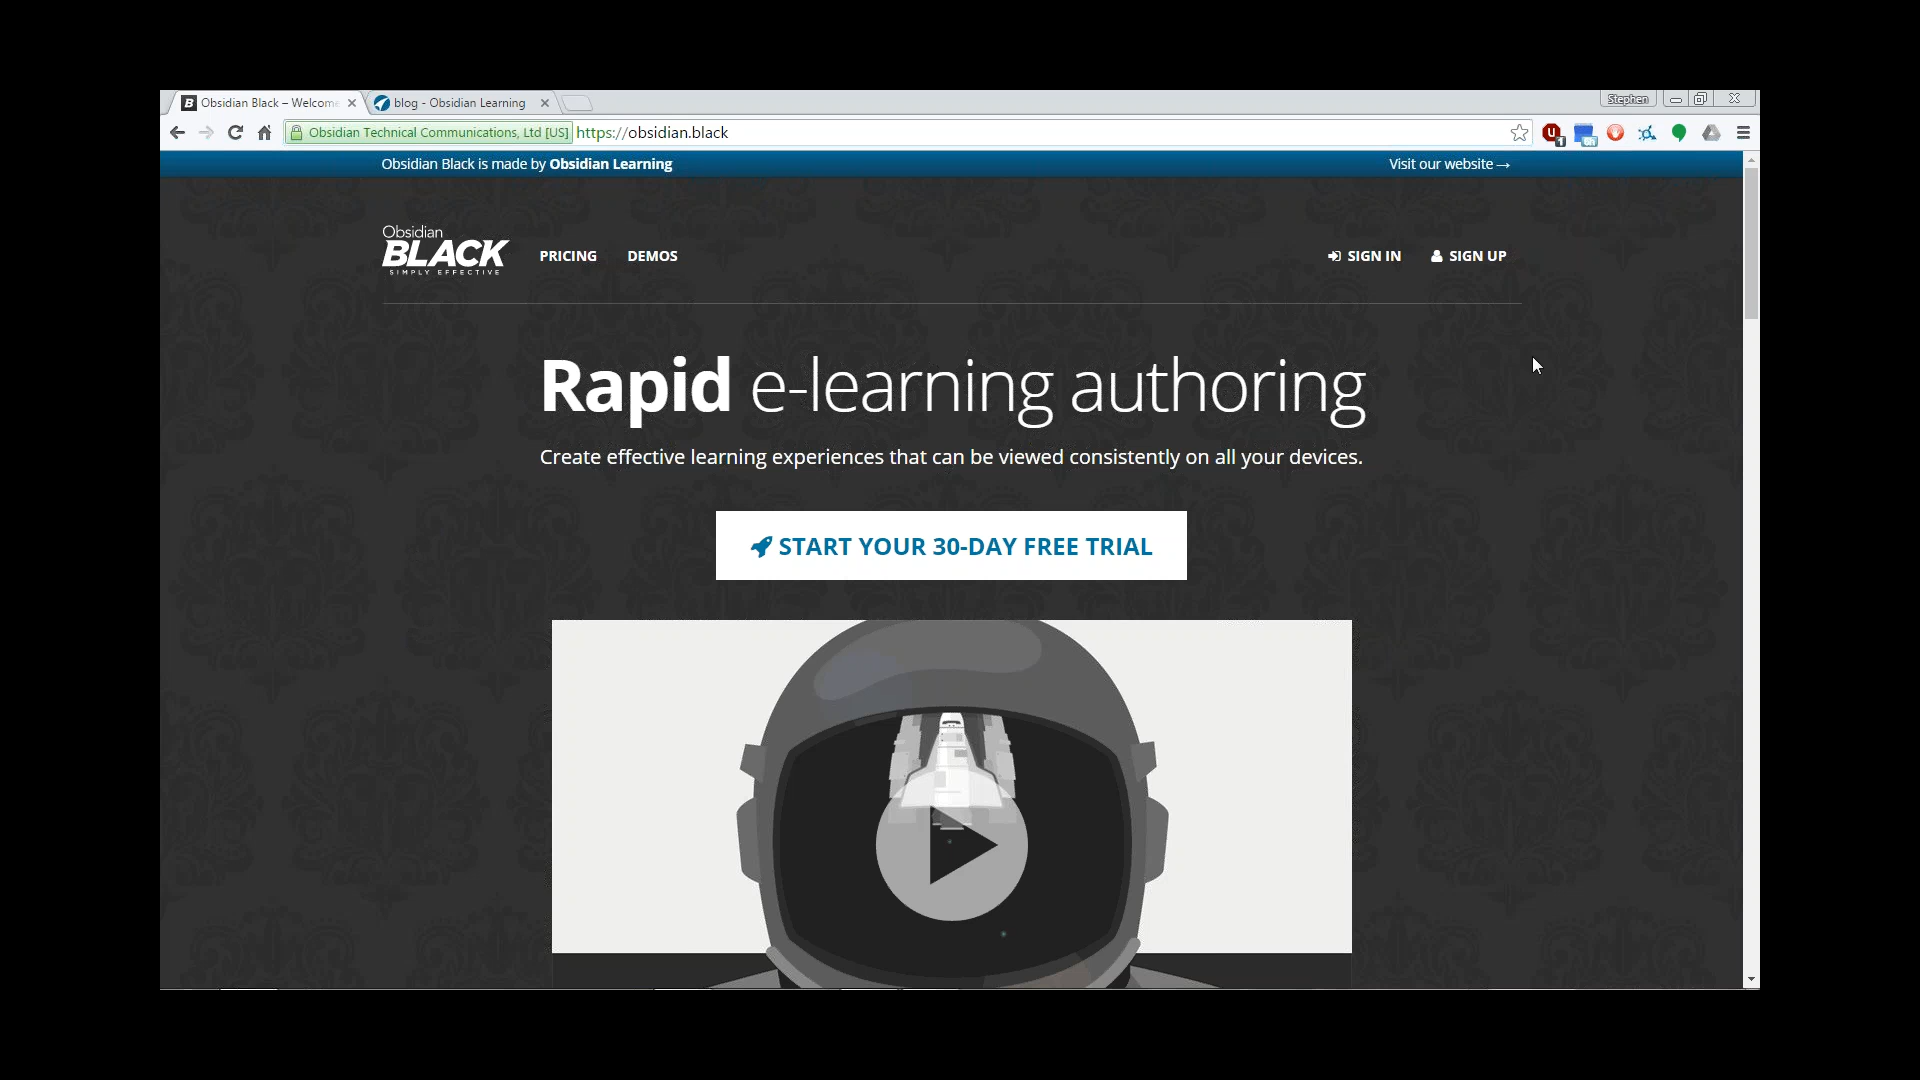 Obsidian Black – Welcome
blog - Obsidian Learning
Stephen
Obsidian Technical Communications, Ltd [US] https://obsidian.black
Obsidian Black is made by Obsidian Learning
Visit our website→
Obsidian
BLACK
SIMPLY EFFECTIVE
PRICING
DEMOS
SIGN IN
SIGN UP
Rapid e-learning authoring
Create effective learning experiences that can be viewed consistently on all your devices.
START YOUR 30-DAY FREE TRIAL